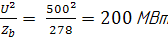 U²/Z_b = 500²/278 = 200 МВт